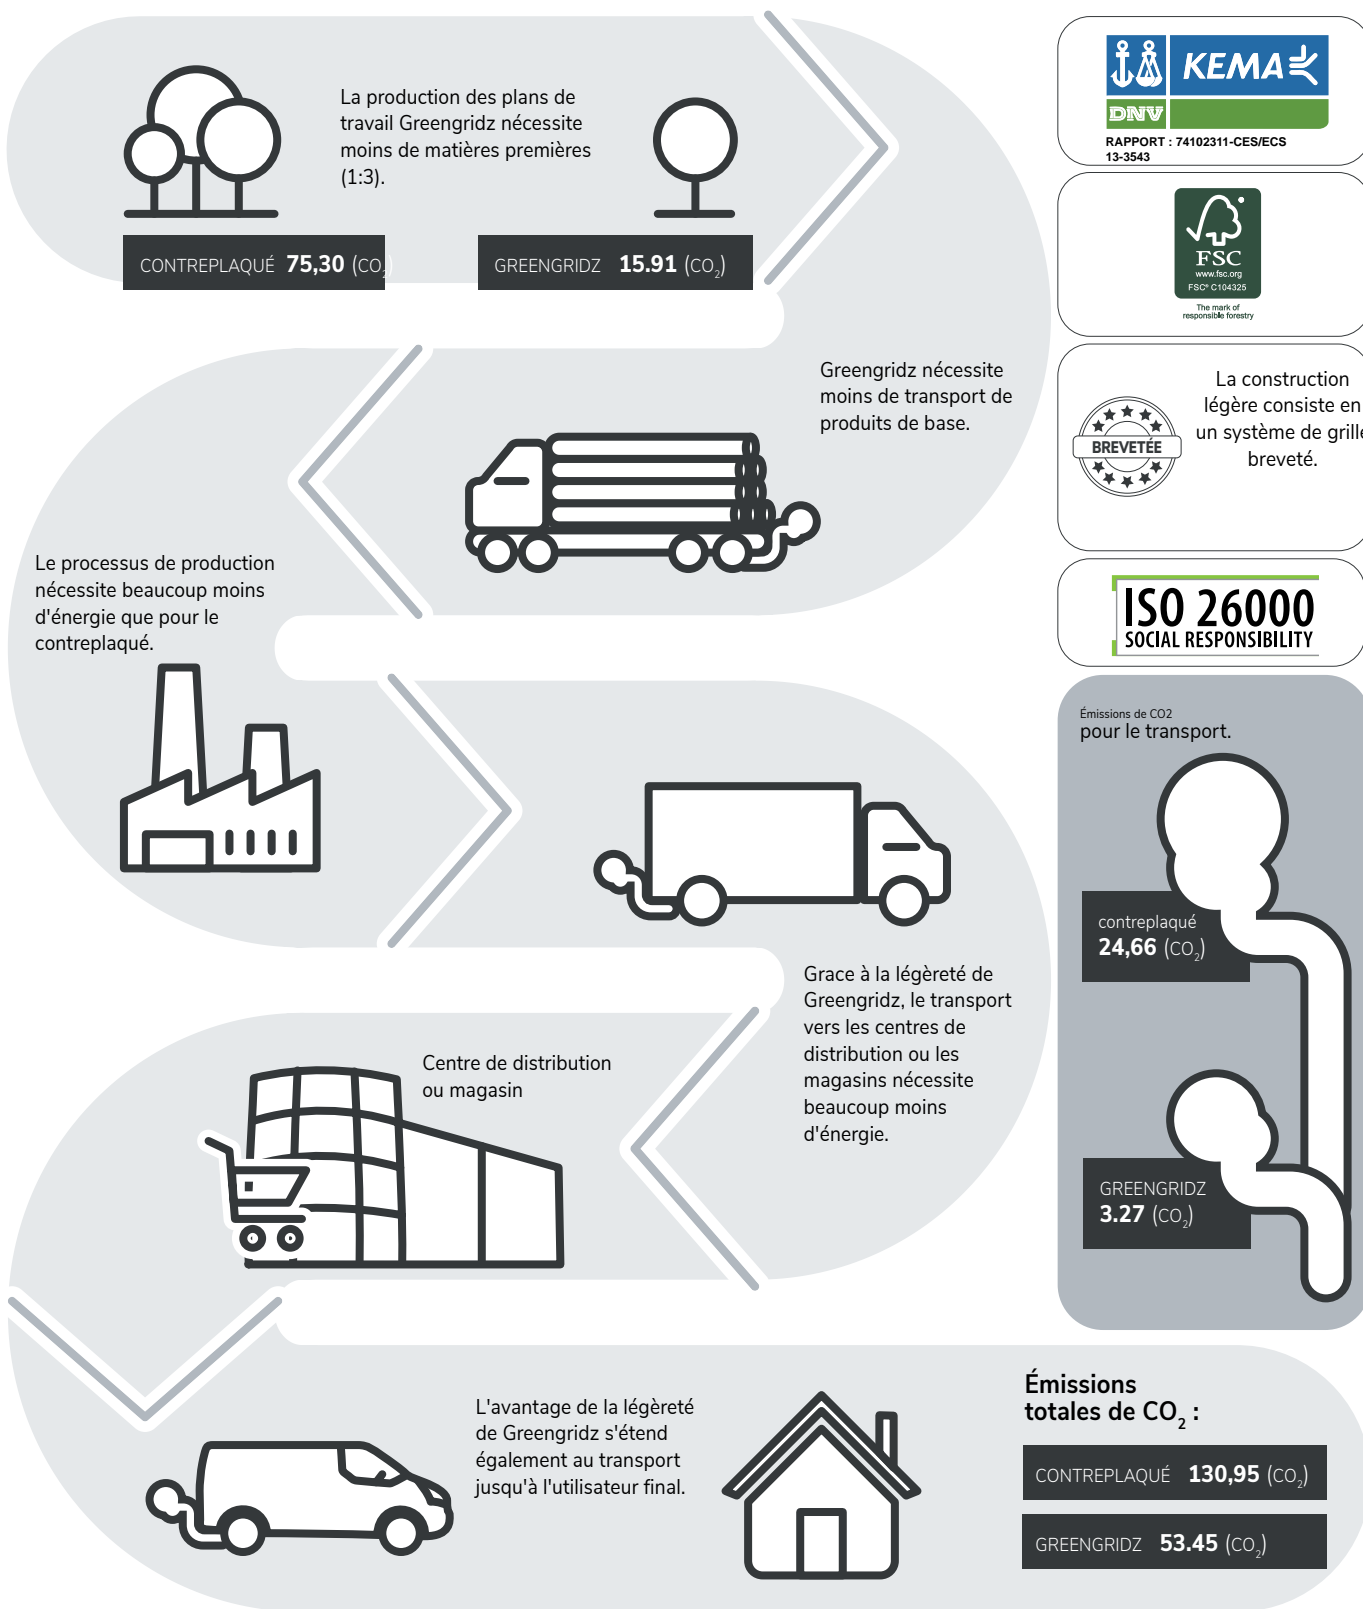 La production des plans de
travail Greengridz nécessite
moins de matières premières
(1:3).
CONTREPLAQUÉ 75,30 (CO₂)
GREENGRIDZ 15.91 (CO₂)
KEMA
DNV
RAPPORT : 74102311-CES/ECS
13-3543
FSC
www.fsc.org
FSC® C104325
The mark of
responsible forestry
Greengridz nécessite
moins de transport de
produits de base.
BREVETÉE
La construction
légère consiste en
un système de grille
breveté.
Le processus de production
nécessite beaucoup moins
d'énergie que pour le
contreplaqué.
ISO 26000
SOCIAL RESPONSIBILITY
Émissions de CO2
pour le transport.
contreplaqué
24,66 (CO₂)
Grace à la légèreté de
Greengridz, le transport
vers les centres de
distribution ou les
magasins nécessite
beaucoup moins
d'énergie.
Centre de distribution
ou magasin
GREENGRIDZ
3.27 (CO₂)
L'avantage de la légèreté
de Greengridz s'étend
également au transport
jusqu'à l'utilisateur final.
Émissions
totales de CO₂ :
CONTREPLAQUÉ 130,95 (CO₂)
GREENGRIDZ 53.45 (CO₂)